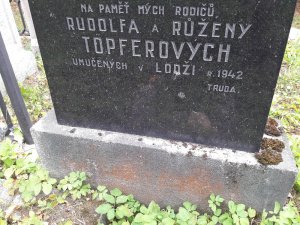 NA PAMĚŤ MÝCH RODIČŮ,
RUDOLFA A RŮŽENY
TÖPFEROVÝCH
UMUČENÝCH V LODŽI R. 1942
TRUDA